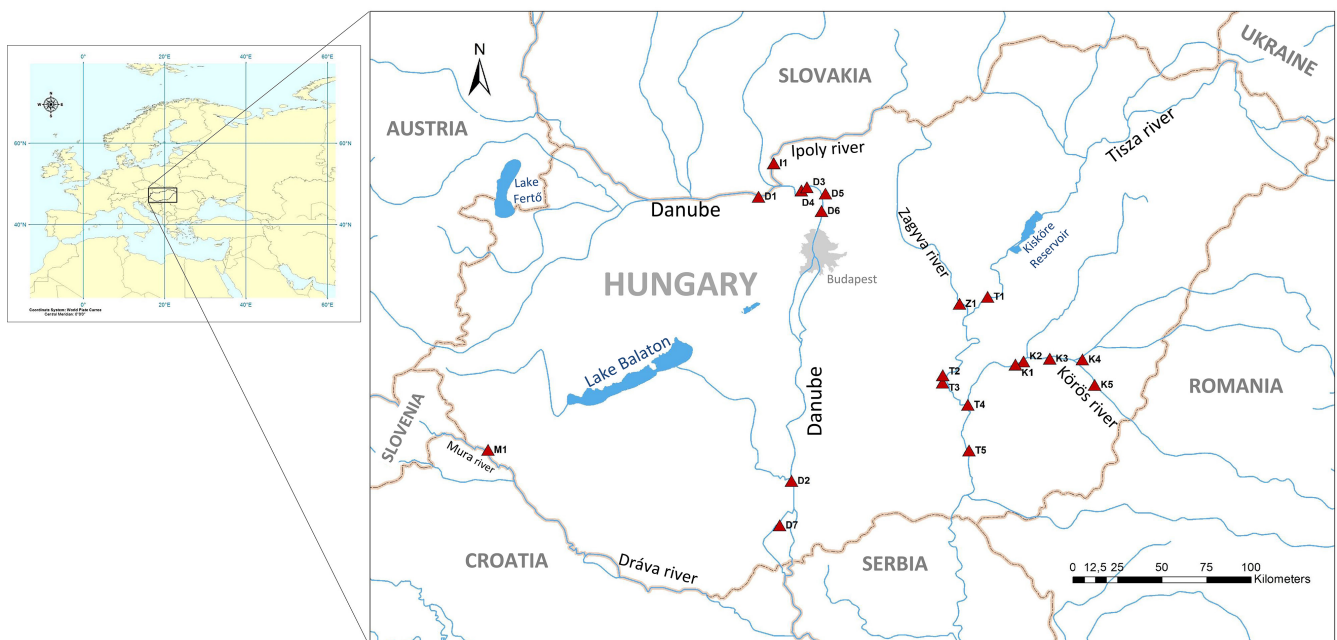 0°
20°E
40°E
60°E
N
W
E
S
60°N
60°N
40°N
40°N
0°
20°E
40°E
60°E
Coordinate System: World Plate Carree
Central Meridian: 0°0'0"
N
UKRAINE
SLOVAKIA
AUSTRIA
Tisza river
Ipoly river
I1
Lake
Fertő
D3
D1
D4
D5
Danube
D6
Zagyva river
Kisköre
Reservoir
HUNGARY
Budapest
Z1
T1
Lake Balaton
K2
K3
K4
K1
T2
T3
K5
Körös river
ROMANIA
Danube
T4
SLOVENIA
M1
Mura river
T5
D2
D7
CROATIA
Dráva river
SERBIA
0 12,5 25 50 75 100
Kilometers